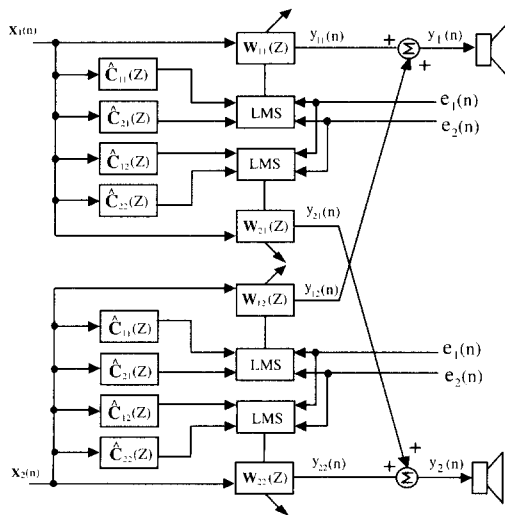 x₁(n) W₁₁(Z) y₁₁(n) + Σ y₁(n)
+
Ĉ₁₁(Z)
LMS e₁(n)
Ĉ₂₁(Z)
e₂(n)
Ĉ₁₂(Z) LMS
Ĉ₂₂(Z)
W₂₁(Z) y₂₁(n)
W₁₂(Z) y₁₂(n)
Ĉ₁₁(Z)
LMS e₁(n)
Ĉ₂₁(Z)
e₂(n)
Ĉ₁₂(Z) LMS
Ĉ₂₂(Z)
+
x₂(n) W₂₂(Z) y₂₂(n) + Σ y₂(n)